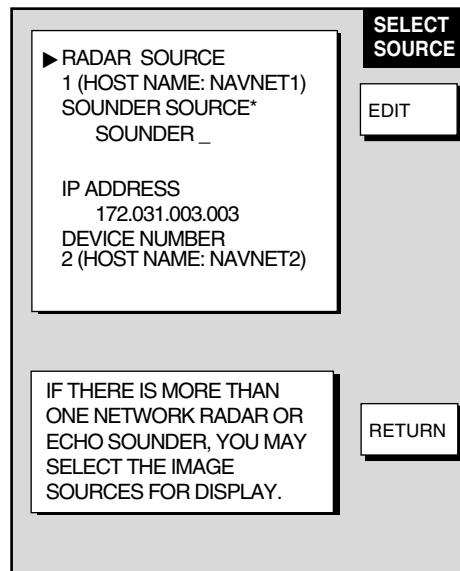 SELECT
SOURCE
▶RADAR SOURCE
1 (HOST NAME: NAVNET1)
SOUNDER SOURCE*
SOUNDER _
EDIT
IP ADDRESS
172.031.003.003
DEVICE NUMBER
2 (HOST NAME: NAVNET2)
IF THERE IS MORE THAN
ONE NETWORK RADAR OR
ECHO SOUNDER, YOU MAY
SELECT THE IMAGE
SOURCES FOR DISPLAY.
RETURN